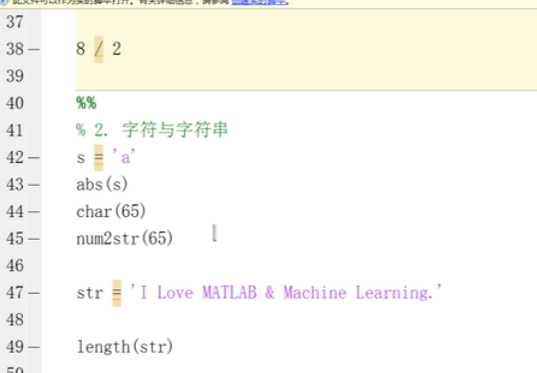 37
38 — 8 / 2
39
40 %%
41 % 2. 字符与字符串
42 — s = 'a'
43 — abs(s)
44 — char(65)
45 — num2str(65)
46
47 — str = 'I Love MATLAB & Machine Learning.'
48
49 — length(str)